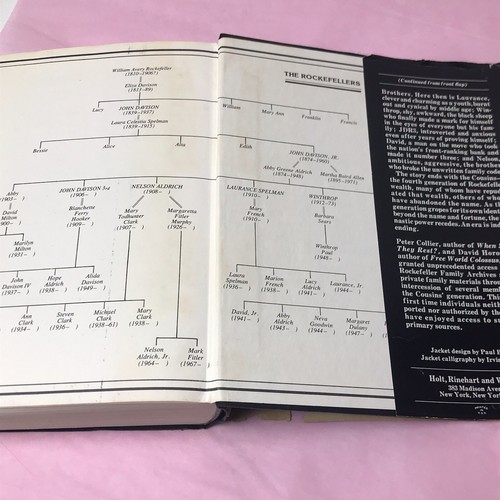 William Avery Rockefeller
(1810–1906?)
Eliza Davison
(1813–89)
Lucy
JOHN DAVISON
(1839–1937)
Laura Celestia Spelman
(1839–1915)
Bessie
Alice
Alta
Abby
(1903–
David
Milton
(1900–
Marilyn
Milton
(1931–
JOHN DAVISON 3rd
(1906–
Blanchette
Ferry
Hooker
(1909–
NELSON ALDRICH
(1908–
Mary
Todhunter
Clark
(1907–
Margaretta
Fitler
Murphy
(1926–
John
Davison IV
(1937–
Hope
Aldrich
(1938–
Alida
Davison
(1949–
Ann
Clark
(1934–
Steven
Clark
(1936–
Michael
Clark
(1938–61)
Mary
Clark
(1938–
Nelson
Aldrich, Jr.
(1964–
Mark
Fitler
(1967–
THE ROCKEFELLERS
William
Mary Ann
Franklin
Frances
Edith
JOHN DAVISON, JR.
(1874–1960)
Abby Greene Aldrich
(1874–1948)
Martha Baird Allen
(1895–1971)
LAURANCE SPELMAN
(1910–
Mary
French
(1910–
WINTHROP
(1912–73)
Barbara
Sears
Winthrop
Paul
(1948–
Laura
Spelman
(1936–
Marion
French
(1938–
Lucy
Aldrich
(1941–
Laurance, Jr.
(1944–
David, Jr.
(1941–
Abby
Aldrich
(1943–
Neva
Goodwin
(1944–
Margaret
Dulany
(1947–
(Continued from front flap)
Brothers. Here then is Laurance,
clever and charming as a youth, burnt
out and cynical by middle age; Win-
throp, shy, awkward, the black sheep
who finally made a mark for himself
in the eyes of everyone but his fam-
ily; JDR3, introverted and anxious
even after years of proving himself;
David, a man on the move who took
the nation's front-ranking bank and
made it number three; and Nelson,
ambitious, aggressive, the brother
who broke the unwritten family code.
The story ends with the Cousins—
the fourth generation of Rockefeller
wealth, many of whom have repudi-
ated that wealth, others of who
have abandoned the name. As th
generation gropes for its own ident
beyond the name and fortune, the
nastic power recedes. An era is ind
ending.
Peter Collier, author of When S
They Rest?, and David Horo
author of Free World Colossus,
granted unprecedented access
Rockefeller Family Archives
private family materials throu
intercession of several mem
the Cousins' generation. This
first time individuals neithe
ported nor authorized by the
have enjoyed access to su
primary sources.
Jacket design by Paul B
Jacket calligraphy by Irvin
Holt, Rinehart and W
383 Madison Aven
New York, New York